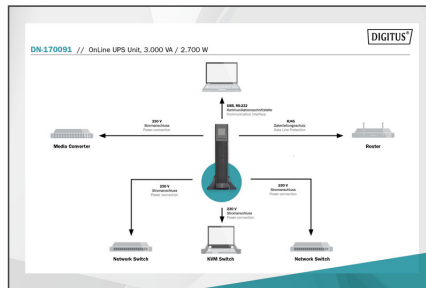 DIGITUS®
DN-170091 // OnLine UPS Unit, 3.000 VA / 2.700 W
USB, RS-232
Kommunikationsschnittstelle
Communication Interface
230 V
Stromanschluss
Power connection
RJ45
Datenleitungsschutz
Data Line Protection
Media Converter
Router
230 V
Stromanschluss
Power connection
230 V
Stromanschluss
Power connection
230 V
Stromanschluss
Power connection
Network Switch
KVM Switch
Network Switch